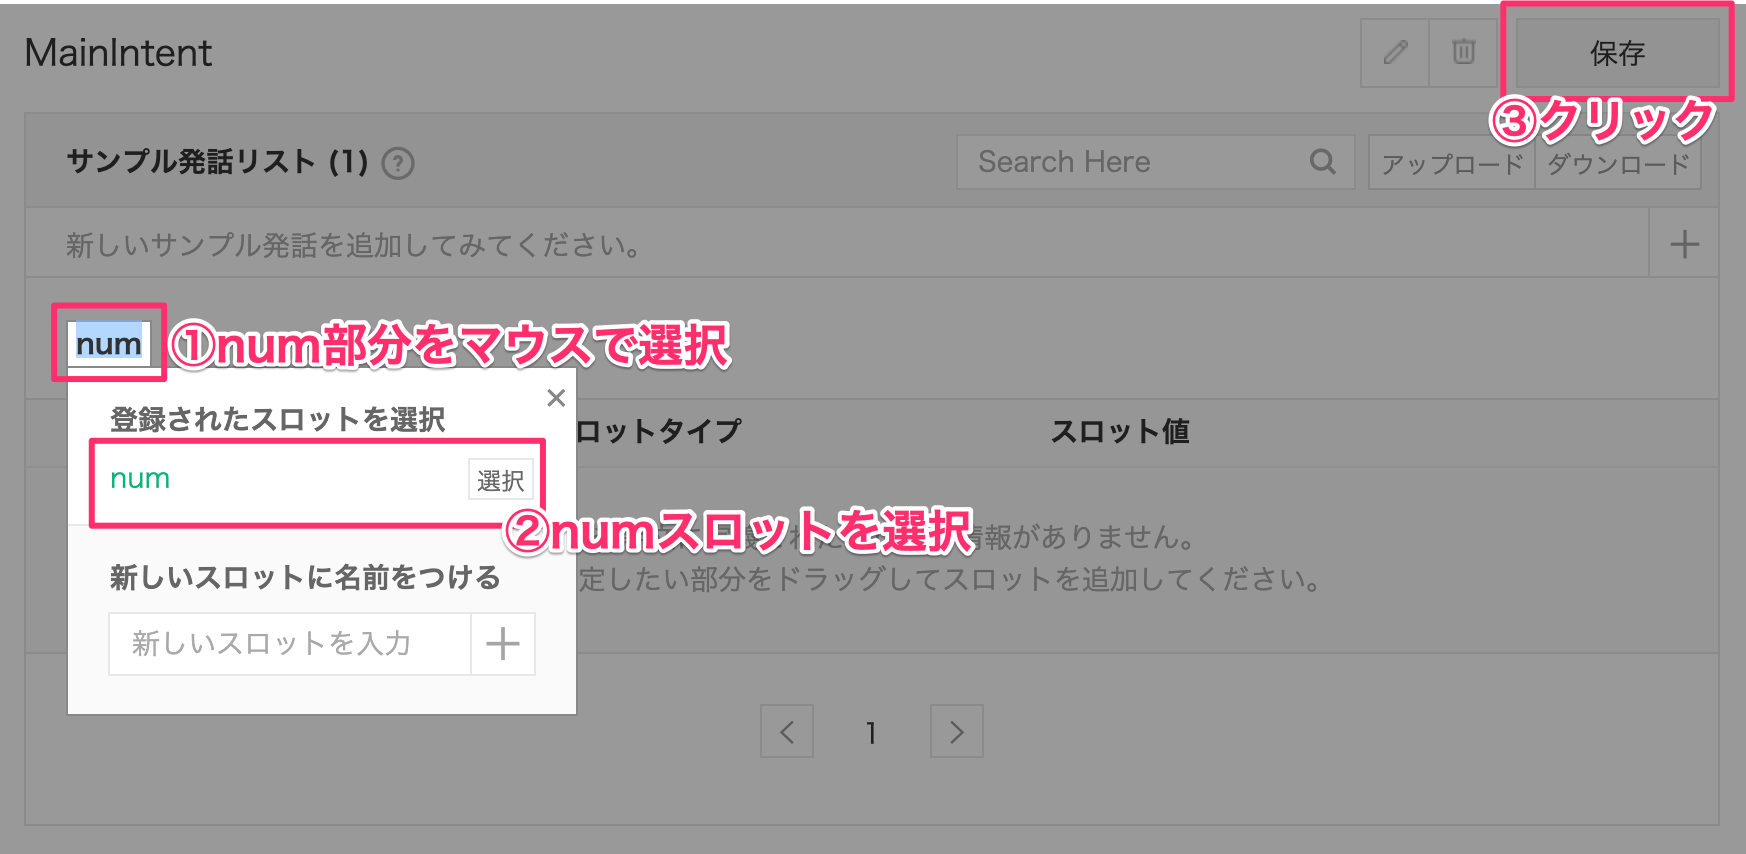 MainIntent
保存
③クリック
サンプル発話リスト (1) ?
Search Here
アップロード
ダウンロード
新しいサンプル発話を追加してみてください。
num
①num部分をマウスで選択
登録されたスロットを選択
ロットタイプ
スロット値
num
選択
②numスロットを選択
情報がありません。
新しいスロットに名前をつける
定したい部分をドラッグしてスロットを追加してください。
新しいスロットを入力
1